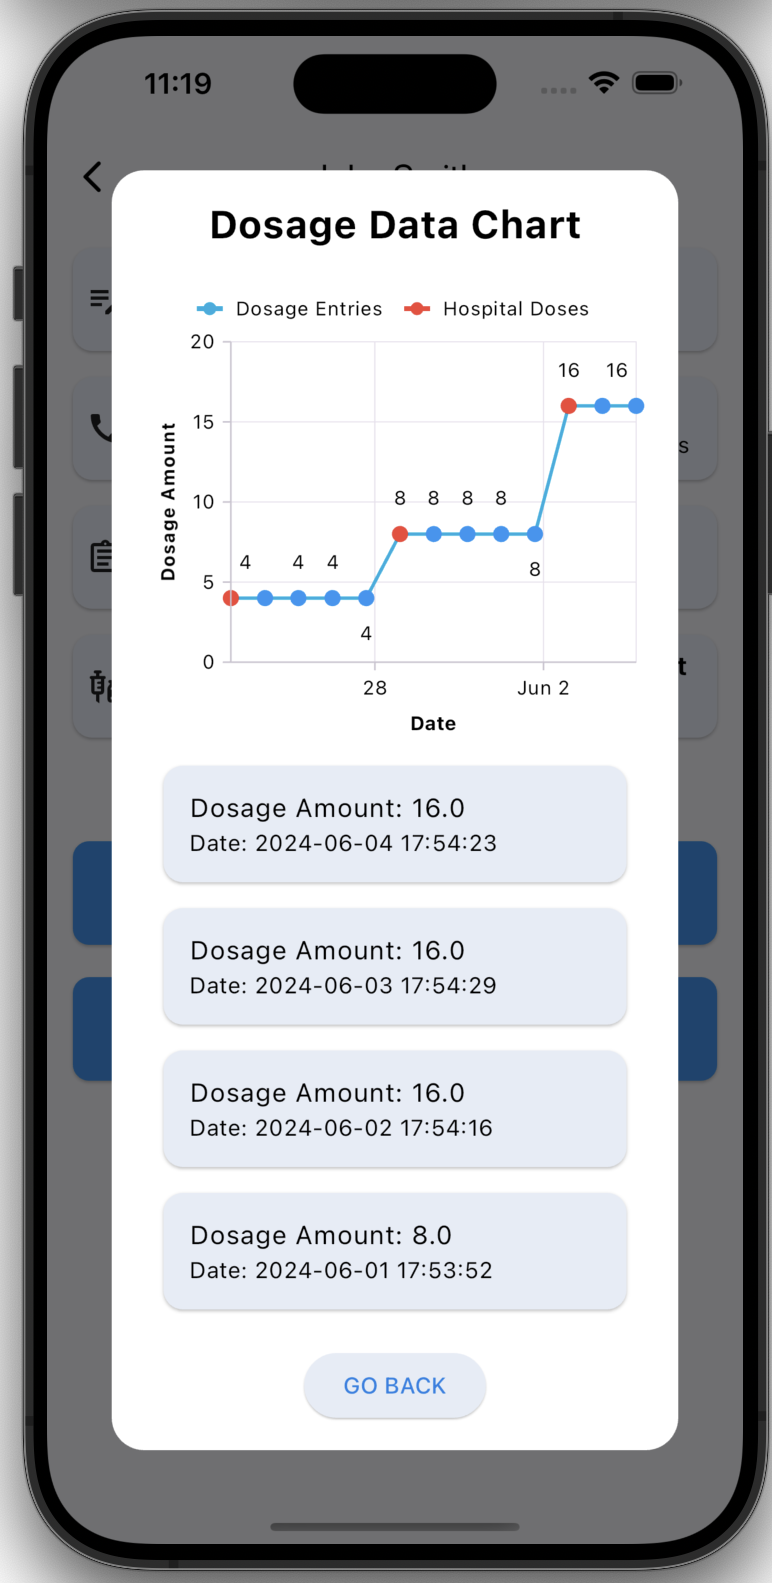 11:19
Dosage Data Chart
Dosage Entries Hospital Doses
20
16 16
15
Dosage Amount
10
8 8 8 8
8
5
4 4 4
4
0
28 Jun 2
Date
s
t
Dosage Amount: 16.0
Date: 2024-06-04 17:54:23
Dosage Amount: 16.0
Date: 2024-06-03 17:54:29
Dosage Amount: 16.0
Date: 2024-06-02 17:54:16
Dosage Amount: 8.0
Date: 2024-06-01 17:53:52
GO BACK